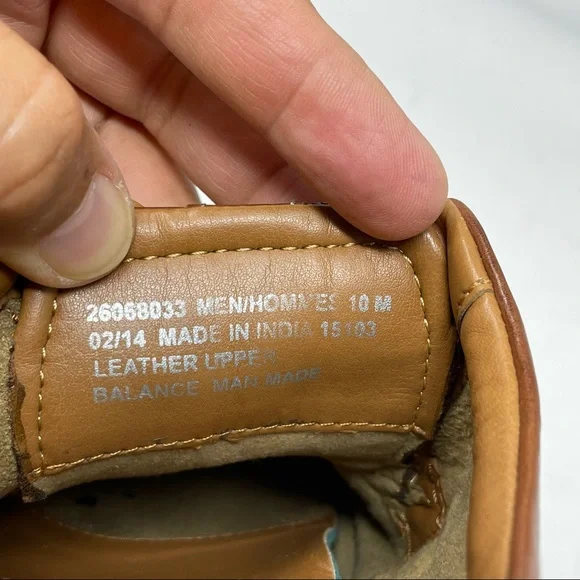 26068033 MEN/HOMMES 10 M
02/14 MADE IN INDIA 15103
LEATHER UPPER
BALANCE MAN MADE